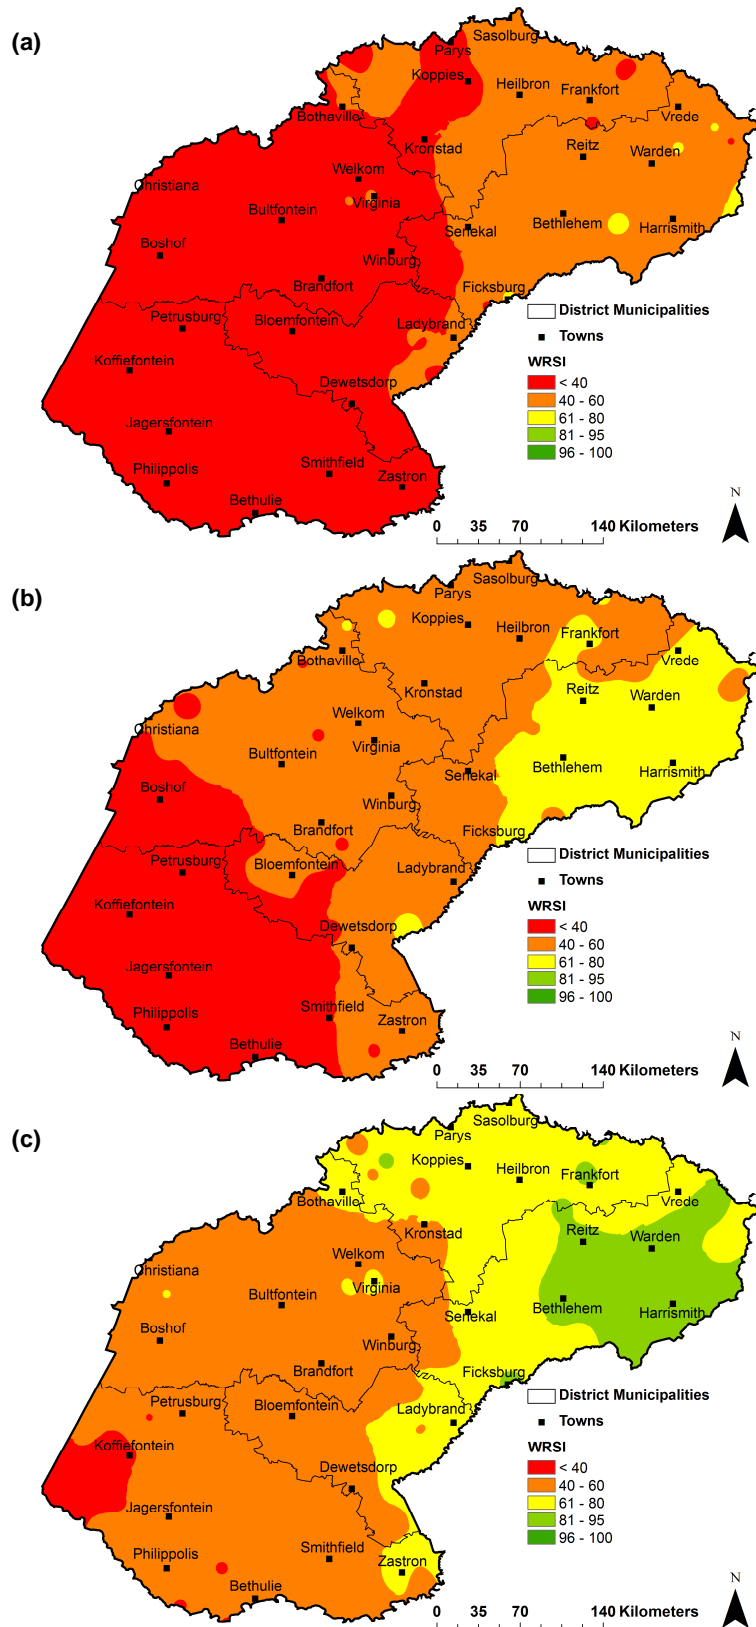 (a)
Sasolburg
Parys
Koppies
Heilbron
Frankfort
Bothaville
Vrede
Kronstad
Reitz
Warden
Welkom
Christiana
Virginia
Bultfontein
Bethlehem
Harrismith
Senekal
Boshof
Winburg
Brandfort
Ficksburg
District Municipalities
Petrusburg
Bloemfontein
Ladybrand
Towns
WRSI
Koffiefontein
< 40
Dewetsdorp
40 - 60
61 - 80
Jagersfontein
81 - 95
96 - 100
Philippolis
Smithfield
Zastron
Bethulie
N
0 35 70 140 Kilometers
(b)
Sasolburg
Parys
Koppies
Heilbron
Frankfort
Bothaville
Vrede
Kronstad
Reitz
Warden
Welkom
Christiana
Virginia
Bultfontein
Bethlehem
Harrismith
Senekal
Boshof
Winburg
Brandfort
Ficksburg
District Municipalities
Petrusburg
Bloemfontein
Ladybrand
Towns
WRSI
Koffiefontein
< 40
Dewetsdorp
40 - 60
61 - 80
Jagersfontein
81 - 95
96 - 100
Philippolis
Smithfield
Zastron
Bethulie
N
0 35 70 140 Kilometers
(c)
Sasolburg
Parys
Koppies
Heilbron
Frankfort
Bothaville
Vrede
Kronstad
Reitz
Warden
Welkom
Christiana
Virginia
Bultfontein
Bethlehem
Harrismith
Senekal
Boshof
Winburg
Brandfort
Ficksburg
District Municipalities
Petrusburg
Bloemfontein
Ladybrand
Towns
WRSI
Koffiefontein
< 40
Dewetsdorp
40 - 60
61 - 80
Jagersfontein
81 - 95
96 - 100
Philippolis
Smithfield
Zastron
Bethulie
N
0 35 70 140 Kilometers